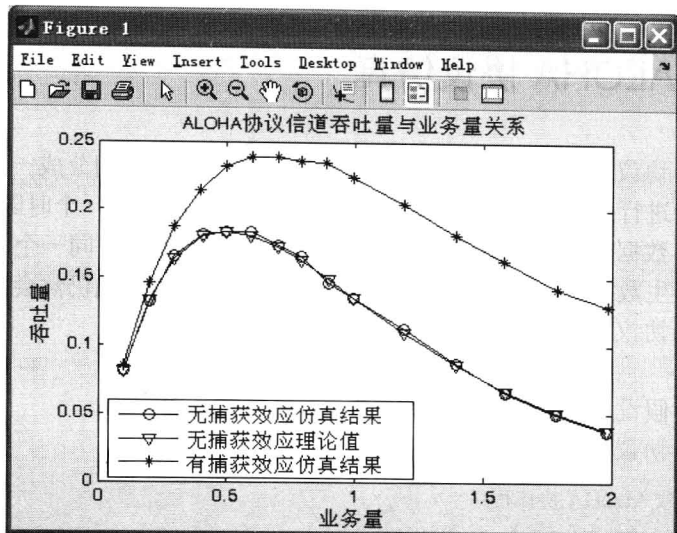 Figure 1
File Edit View Insert Tools Desktop Window Help
ALOHA协议信道吞吐量与业务量关系
0.25
0.2
0.15
0.1
0.05
0
吞吐量
无捕获效应仿真结果
无捕获效应理论值
有捕获效应仿真结果
0 0.5 1 1.5 2
业务量